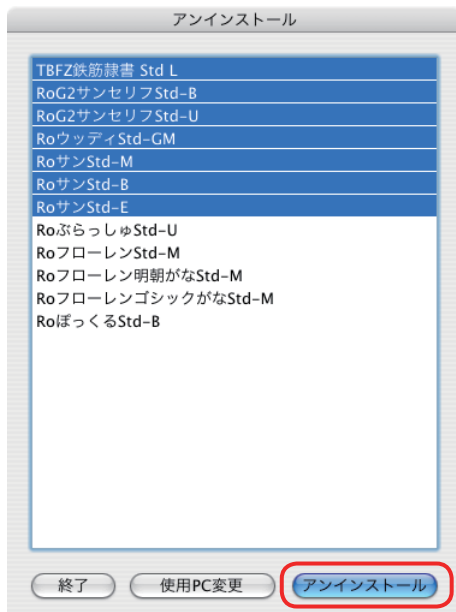 アンインストール
TBFZ鉄筋隷書 Std L
RoG2サンセリフStd-B
RoG2サンセリフStd-U
RoウッディStd-GM
RoサンStd-M
RoサンStd-B
RoサンStd-E
RoぶらっしゅStd-U
RoフローレンStd-M
Roフローレン明朝がなStd-M
RoフローレンゴシックがなStd-M
RoぽっくるStd-B
終了 使用PC変更 アンインストール